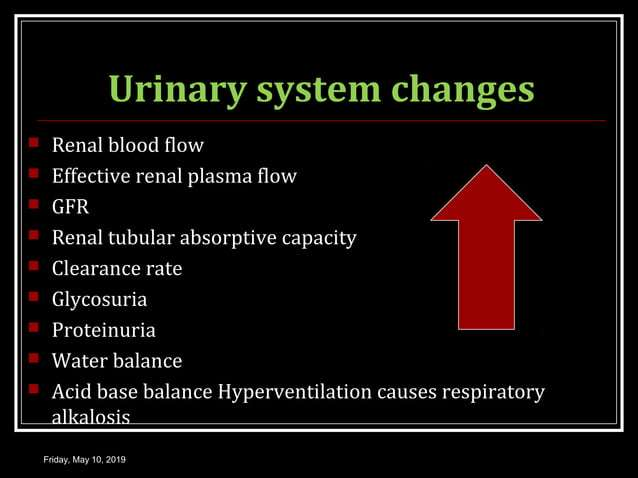 Urinary system changes
Renal blood flow
Effective renal plasma flow
GFR
Renal tubular absorptive capacity
Clearance rate
Glycosuria
Proteinuria
Water balance
Acid base balance Hyperventilation causes respiratory
alkalosis
Friday, May 10, 2019